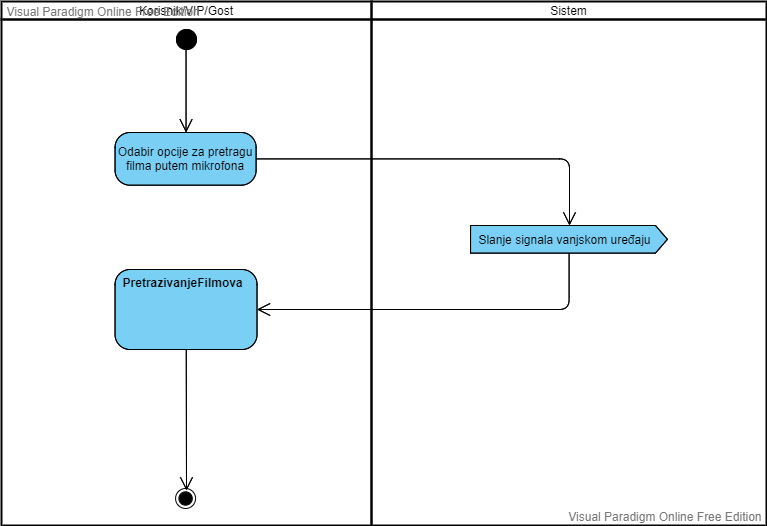 Visual Paradigm Online Free Edition
Korisnik/VIP/Gost
Sistem
Odabir opcije za pretragu
filma putem mikrofona
Slanje signala vanjskom uređaju
PretrazivanjeFilmova
Visual Paradigm Online Free Edition